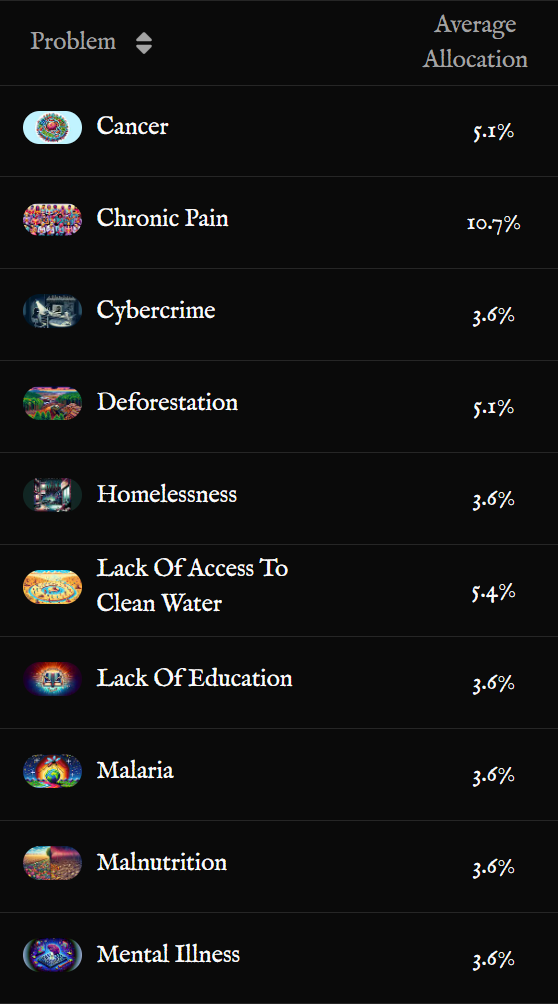 Problem
Average
Allocation
Cancer
5.1%
Chronic Pain
10.7%
Cybercrime
3.6%
Deforestation
5.1%
Homelessness
3.6%
Lack Of Access To
Clean Water
5.4%
Lack Of Education
3.6%
Malaria
3.6%
Malnutrition
3.6%
Mental Illness
3.6%